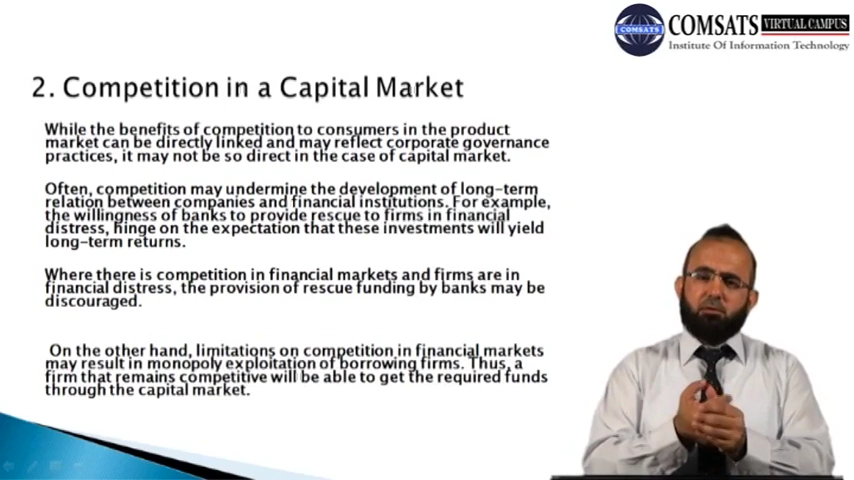 COMSATS
COMSATS VIRTUAL CAMPUS
Institute Of Information Technology
2. Competition in a Capital Market
While the benefits of competition to consumers in the product
market can be directly linked and may reflect corporate governance
practices, it may not be so direct in the case of capital market.
Often, competition may undermine the development of long-term
relation between companies and financial institutions. For example,
the willingness of banks to provide rescue to firms in financial
distress, hinge on the expectation that these investments will yield
long-term returns.
Where there is competition in financial markets and firms are in
financial distress, the provision of rescue funding by banks may be
discouraged.
On the other hand, limitations on competition in financial markets
may result in monopoly exploitation of borrowing firms. Thus, a
firm that remains competitive will be able to get the required funds
through the capital market.